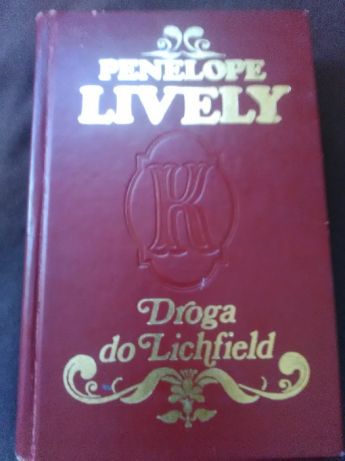 PENELOPE
LIVELY
K
Droga
do Lichfield